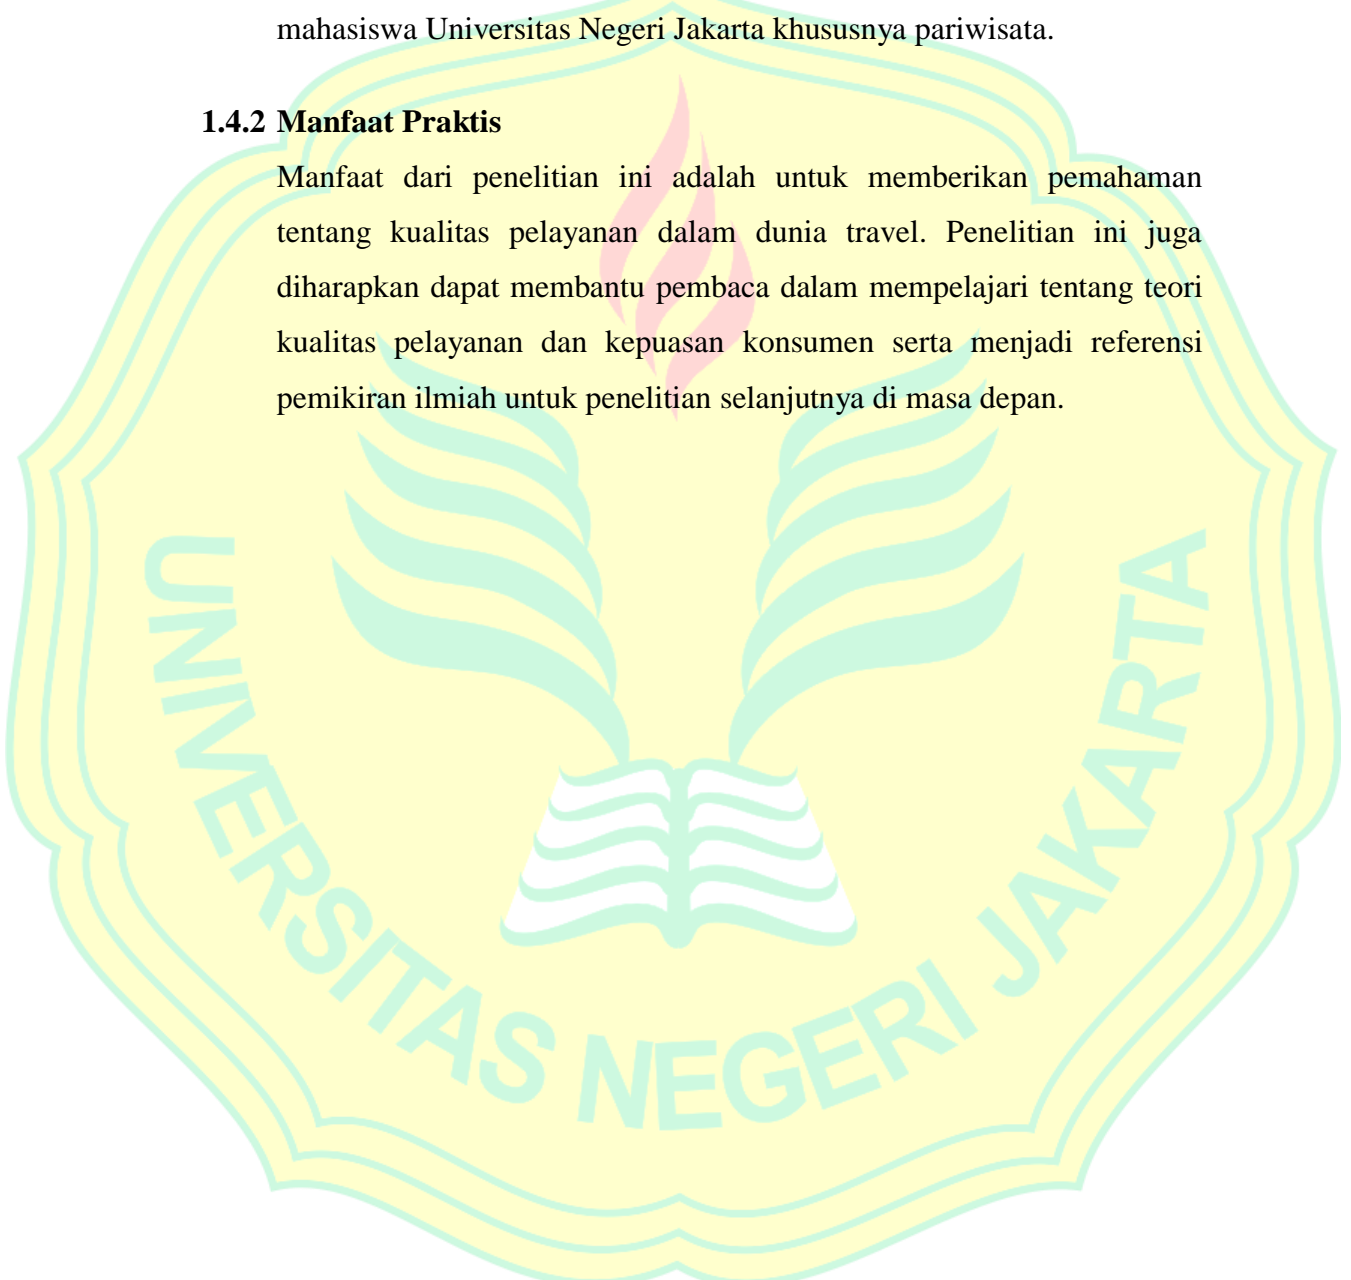 mahasiswa Universitas Negeri Jakarta khususnya pariwisata.
1.4.2 Manfaat Praktis
Manfaat dari penelitian ini adalah untuk memberikan pemahaman
tentang kualitas pelayanan dalam dunia travel. Penelitian ini juga
diharapkan dapat membantu pembaca dalam mempelajari tentang teori
kualitas pelayanan dan kepuasan konsumen serta menjadi referensi
pemikiran ilmiah untuk penelitian selanjutnya di masa depan.
UNIVERSITAS NEGERI JAKARTA